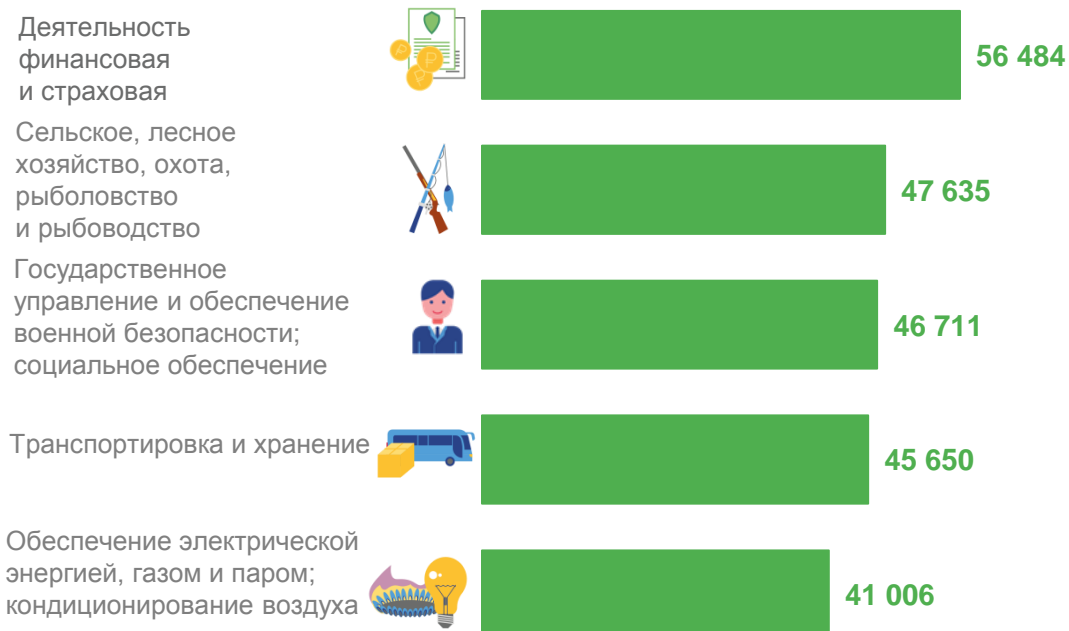 Деятельность
финансовая
и страховая
56 484
Сельское, лесное
хозяйство, охота,
рыболовство
и рыбоводство
47 635
Государственное
управление и обеспечение
военной безопасности;
социальное обеспечение
46 711
Транспортировка и хранение
45 650
Обеспечение электрической
энергией, газом и паром;
кондиционирование воздуха
41 006